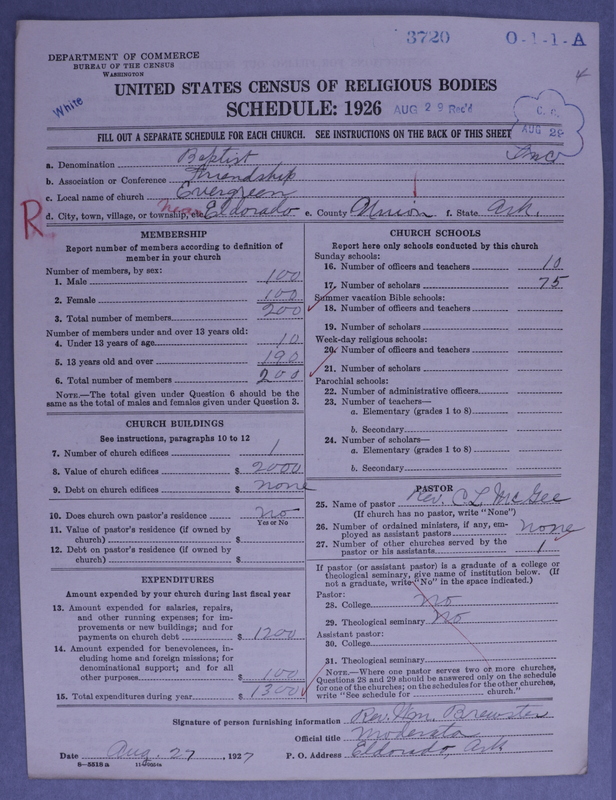 3720
O-1-1-A
DEPARTMENT OF COMMERCE
BUREAU OF THE CENSUS
WASHINGTON
4
UNITED STATES CENSUS OF RELIGIOUS BODIES
White
SCHEDULE: 1926
AUG 29 Rec'd
C. R.
AUG 29
FILL OUT A SEPARATE SCHEDULE FOR EACH CHURCH. SEE INSTRUCTIONS ON THE BACK OF THIS SHEET
a. Denomination Baptist
b. Association or Conference Friendship
c. Local name of church Evergreen
R d. City, town, village, or township, etc. Near Eldorado e. County Union f. State Ark.
MEMBERSHIP
Report number of members according to definition of
member in your church
Number of members, by sex:
1. Male 100
2. Female 100
3. Total number of members 200
Number of members under and over 13 years old:
4. Under 13 years of age 10
5. 13 years old and over 190
6. Total number of members 200
NOTE.—The total given under Question 6 should be the
same as the total of males and females given under Question 3.
CHURCH BUILDINGS
See instructions, paragraphs 10 to 12
7. Number of church edifices 1
8. Value of church edifices $ 2000
9. Debt on church edifices $ none
10. Does church own pastor's residence No
Yes or No
11. Value of pastor's residence (if owned by
church) $
12. Debt on pastor's residence (if owned by
church) $
EXPENDITURES
Amount expended by your church during last fiscal year
13. Amount expended for salaries, repairs,
and other running expenses; for im-
provements or new buildings; and for
payments on church debt $ 1200
14. Amount expended for benevolences, in-
cluding home and foreign missions; for
denominational support; and for all
other purposes $ 100
15. Total expenditures during year $ 1300
CHURCH SCHOOLS
Report here only schools conducted by this church
Sunday schools:
16. Number of officers and teachers 10
17. Number of scholars 75
Summer vacation Bible schools:
18. Number of officers and teachers
19. Number of scholars
Week-day religious schools:
20. Number of officers and teachers
21. Number of scholars
Parochial schools:
22. Number of administrative officers
23. Number of teachers—
a. Elementary (grades 1 to 8)
b. Secondary
24. Number of scholars—
a. Elementary (grades 1 to 8)
b. Secondary
PASTOR
25. Name of pastor Rev. C. L. McGee
(If church has no pastor, write "None")
26. Number of ordained ministers, if any, em-
ployed as assistant pastors none
27. Number of other churches served by the
pastor or his assistants 1
If pastor (or assistant pastor) is a graduate of a college or
theological seminary, give name of institution below. (If
not a graduate, write "No" in the space indicated.)
Pastor:
28. College No
29. Theological seminary No
Assistant pastor:
30. College
31. Theological seminary
NOTE.—Where one pastor serves two or more churches,
Questions 28 and 29 should be answered only on the schedule
for one of the churches; on the schedules for the other churches,
write "See schedule for church."
Signature of person furnishing information Rev. Wm. Brewster
Official title Moderator
Date Aug. 27, 1927 P. O. Address Eldorado, Ark
8—5518a 11-7051a